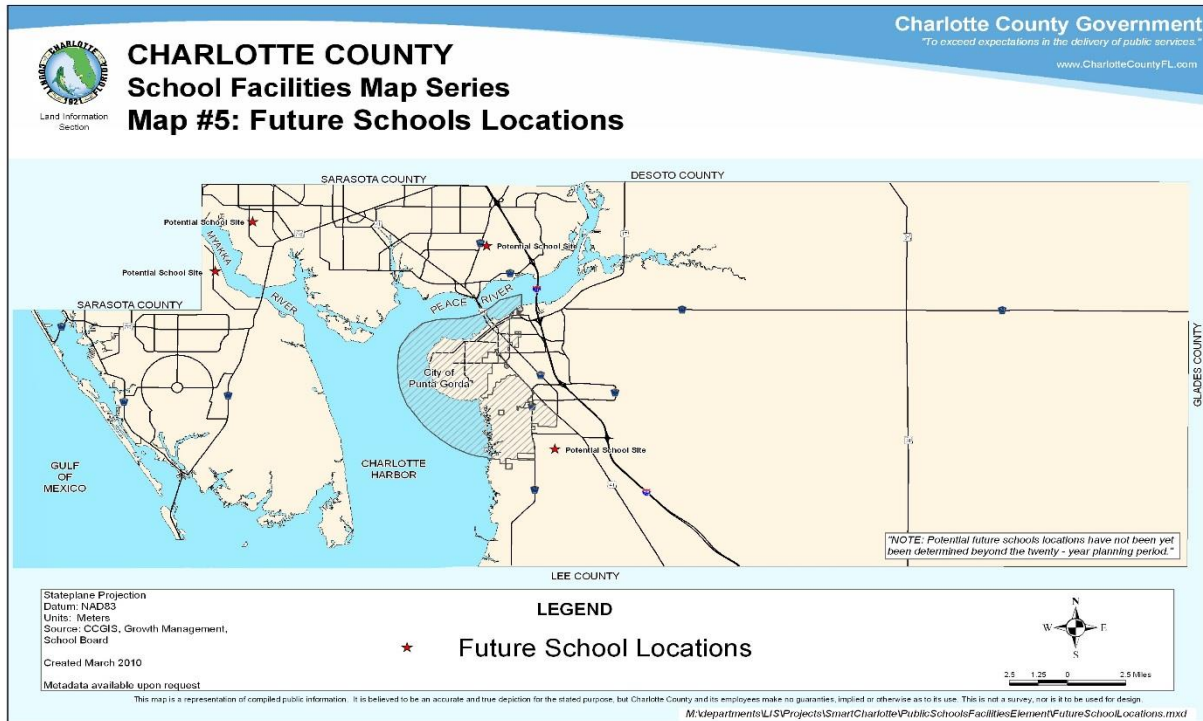 Charlotte County Government
"To exceed expectations in the delivery of public services."
www.CharlotteCountyFL.com
CHARLOTTE COUNTY
FLORIDA
1921
Land Information
Section
CHARLOTTE COUNTY
School Facilities Map Series
Map #5: Future Schools Locations
SARASOTA COUNTY
DESOTO COUNTY
Potential School Site
MYAKKA
Potential School Site
Potential School Site
RIVER
SARASOTA COUNTY
PEACE RIVER
GLADES COUNTY
City of
Punta Gorda
Potential School Site
GULF
OF
MEXICO
CHARLOTTE
HARBOR
"NOTE: Potential future schools locations have not been yet
been determined beyond the twenty - year planning period."
LEE COUNTY
Stateplane Projection
Datum: NAD83
Units: Meters
Source: CCGIS, Growth Management,
School Board
Created March 2010
Metadata available upon request
LEGEND
Future School Locations
N
W E
S
2.5 1.25 0 2.5 Miles
This map is a representation of compiled public information. It is believed to be an accurate and true depiction for the stated purpose, but Charlotte County and its employees make no guaranties, implied or otherwise as to its use. This is not a survey, nor is it to be used for design.
M:\departments\LIS\Projects\SmartCharlotte\PublicSchoolsFacilitiesElement\FutureSchoolLocations.mxd